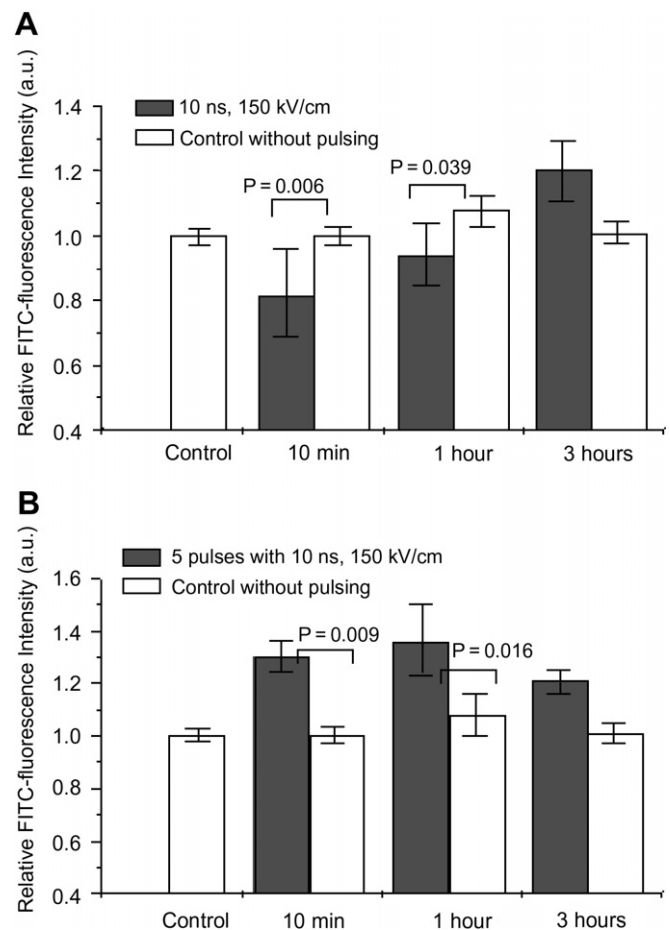 A
Relative FITC-fluorescence Intensity (a.u.)
1.4
1.2
1.0
0.8
0.6
0.4
10 ns, 150 kV/cm
Control without pulsing
P = 0.006
P = 0.039
Control 10 min 1 hour 3 hours
B
Relative FITC-fluorescence Intensity (a.u.)
1.6
1.4
1.2
1.0
0.8
0.6
0.4
5 pulses with 10 ns, 150 kV/cm
Control without pulsing
P = 0.009
P = 0.016
Control 10 min 1 hour 3 hours